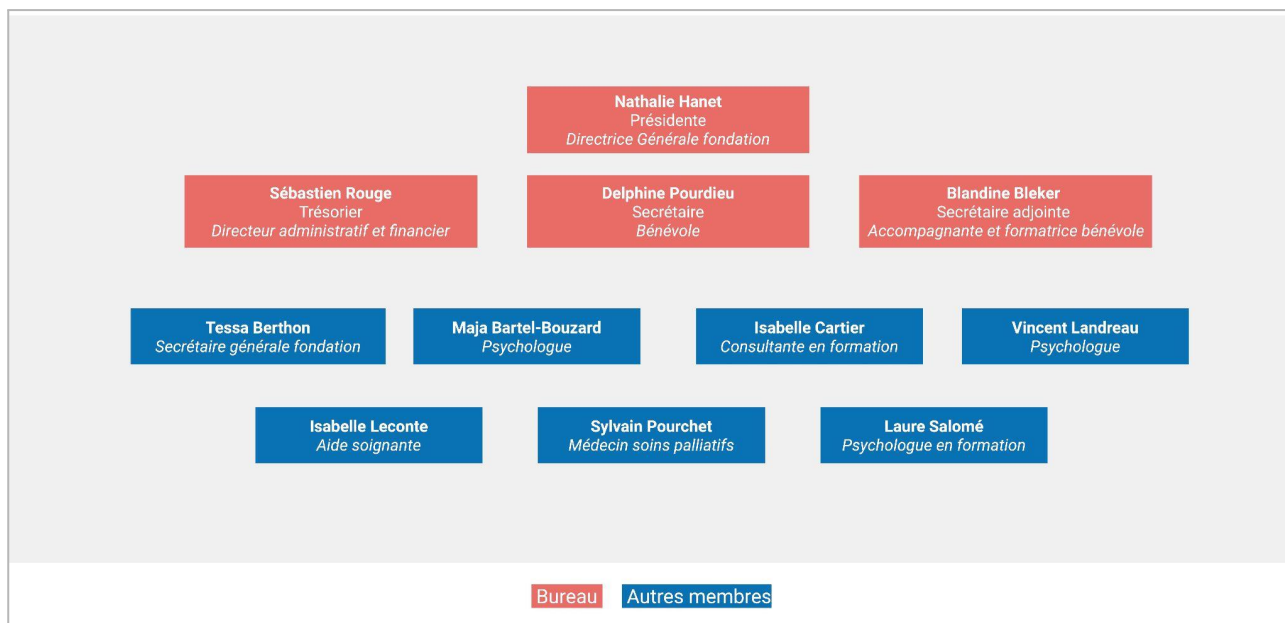 Nathalie Hanet
Présidente
Directrice Générale fondation
Sébastien Rouge
Trésorier
Directeur administratif et financier
Delphine Pourdieu
Secrétaire
Bénévole
Blandine Bleker
Secrétaire adjointe
Accompagnante et formatrice bénévole
Tessa Berthon
Secrétaire générale fondation
Maja Bartel-Bouzard
Psychologue
Isabelle Cartier
Consultante en formation
Vincent Landreau
Psychologue
Isabelle Leconte
Aide soignante
Sylvain Pourchet
Médecin soins palliatifs
Laure Salomé
Psychologue en formation
Bureau
Autres membres